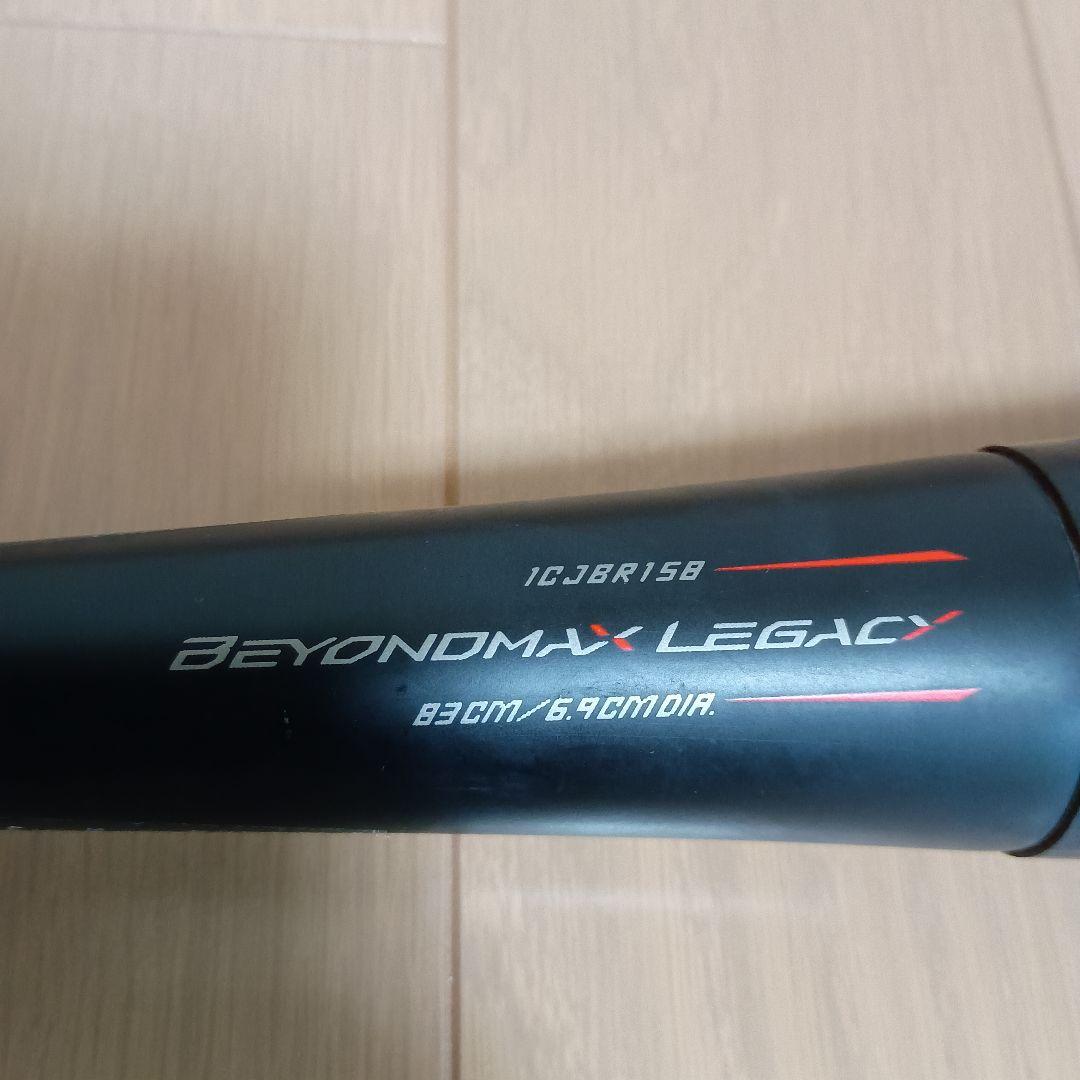 1CJBR158
BEYONDMAX LEGACY
83CM/6.9CMDIA.